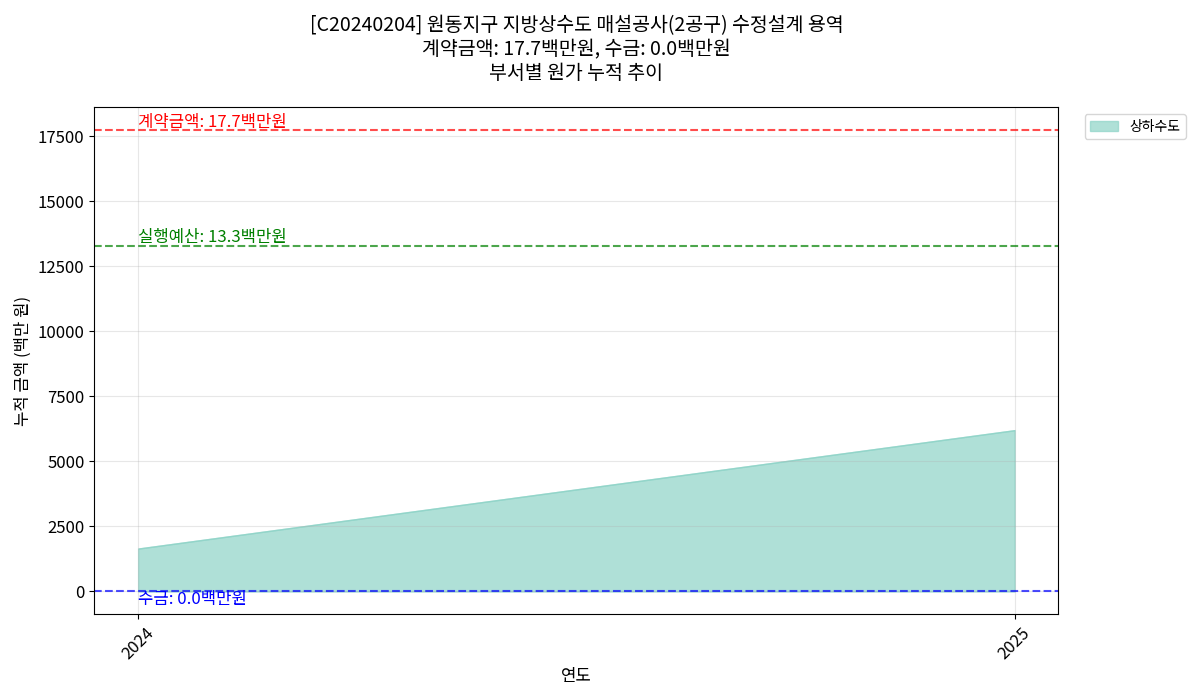 [C20240204] 원동지구 지방상수도 매설공사(2공구) 수정설계 용역
계약금액: 17.7백만원, 수금: 0.0백만원
부서별 원가 누적 추이
계약금액: 17.7백만원
상하수도
17500
15000
실행예산: 13.3백만원
12500
10000
누적 금액 (백만 원)
7500
5000
2500
0
수금: 0.0백만원
2024
2025
연도